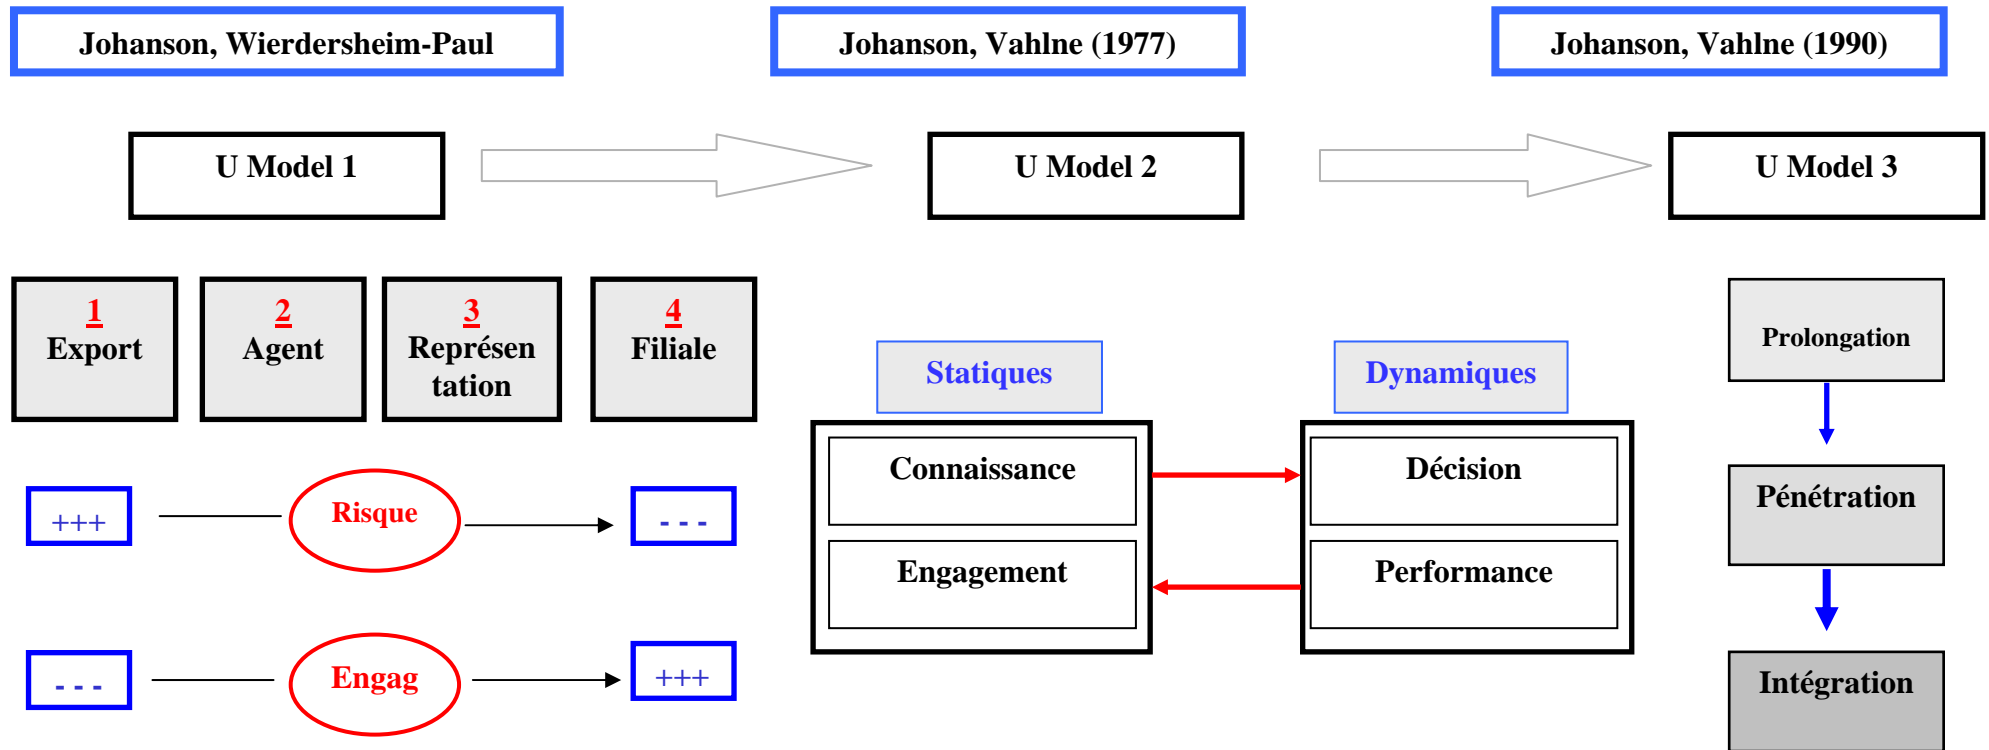 Johanson, Wierdersheim-Paul
Johanson, Vahlne (1977)
Johanson, Vahlne (1990)
U Model 1
U Model 2
U Model 3
1
Export
2
Agent
3
Représen
tation
4
Filiale
+++
Risque
- - -
- - -
Engag
+++
Statiques
Dynamiques
Connaissance
Décision
Engagement
Performance
Prolongation
Pénétration
Intégration